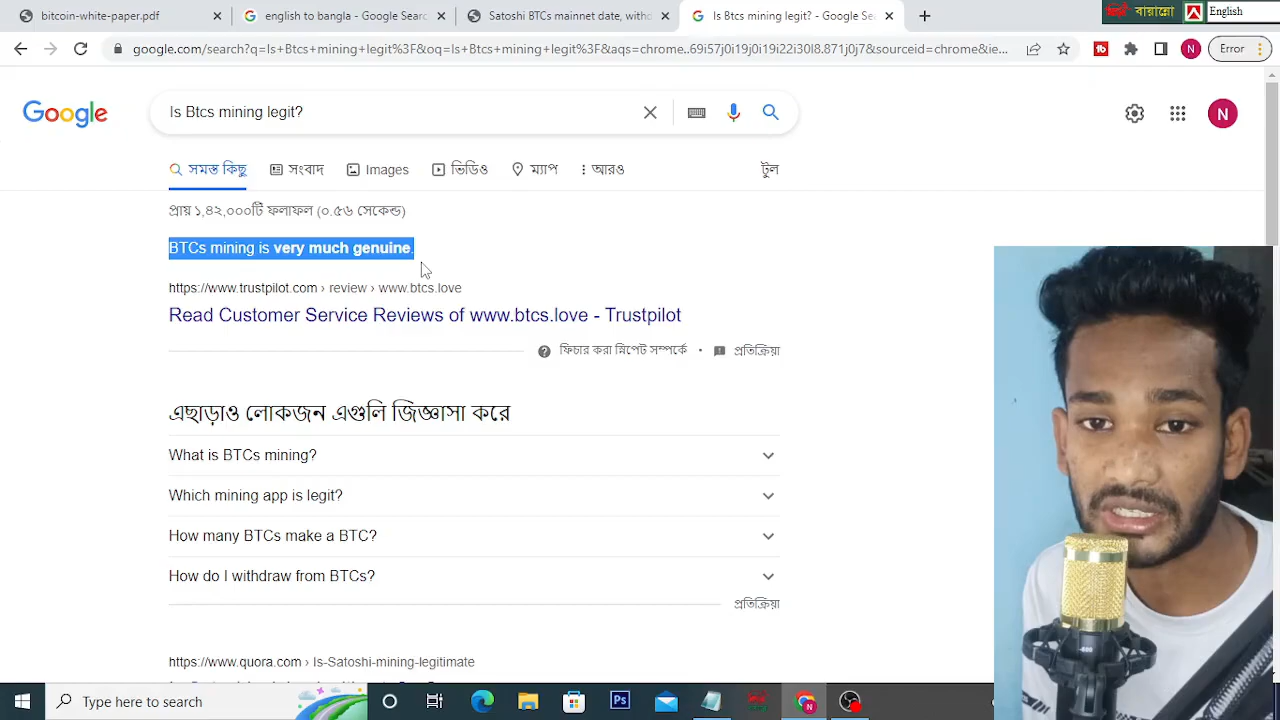 bitcoin-white-paper.pdf
english to bangla - Google Sea
Satoshi BTCs mainnet date, with
Is Btcs mining legit? - Google Se
বায়ান্নো
English
google.com/search?q=Is+Btcs+mining+legit%3F&oq=Is+Btcs+mining+legit%3F&aqs=chrome..69i57j0i19j0i19i22i30l8.871j0j7&sourceid=chrome&ie...
N
Error
Google
Is Btcs mining legit?
N
সমস্ত কিছু
সংবাদ
Images
ভিডিও
ম্যাপ
আরও
টুল
প্রায় ১,৪২,০০০টি ফলাফল (০.৫৬ সেকেন্ড)
BTCs mining is very much genuine.
https://www.trustpilot.com › review › www.btcs.love
Read Customer Service Reviews of www.btcs.love - Trustpilot
ফিচার করা স্নিপেট সম্পর্কে • প্রতিক্রিয়া
এছাড়াও লোকজন এগুলি জিজ্ঞাসা করে
What is BTCs mining?
Which mining app is legit?
How many BTCs make a BTC?
How do I withdraw from BTCs?
প্রতিক্রিয়া
https://www.quora.com › Is-Satoshi-mining-legitimate
Type here to search
Ps
N